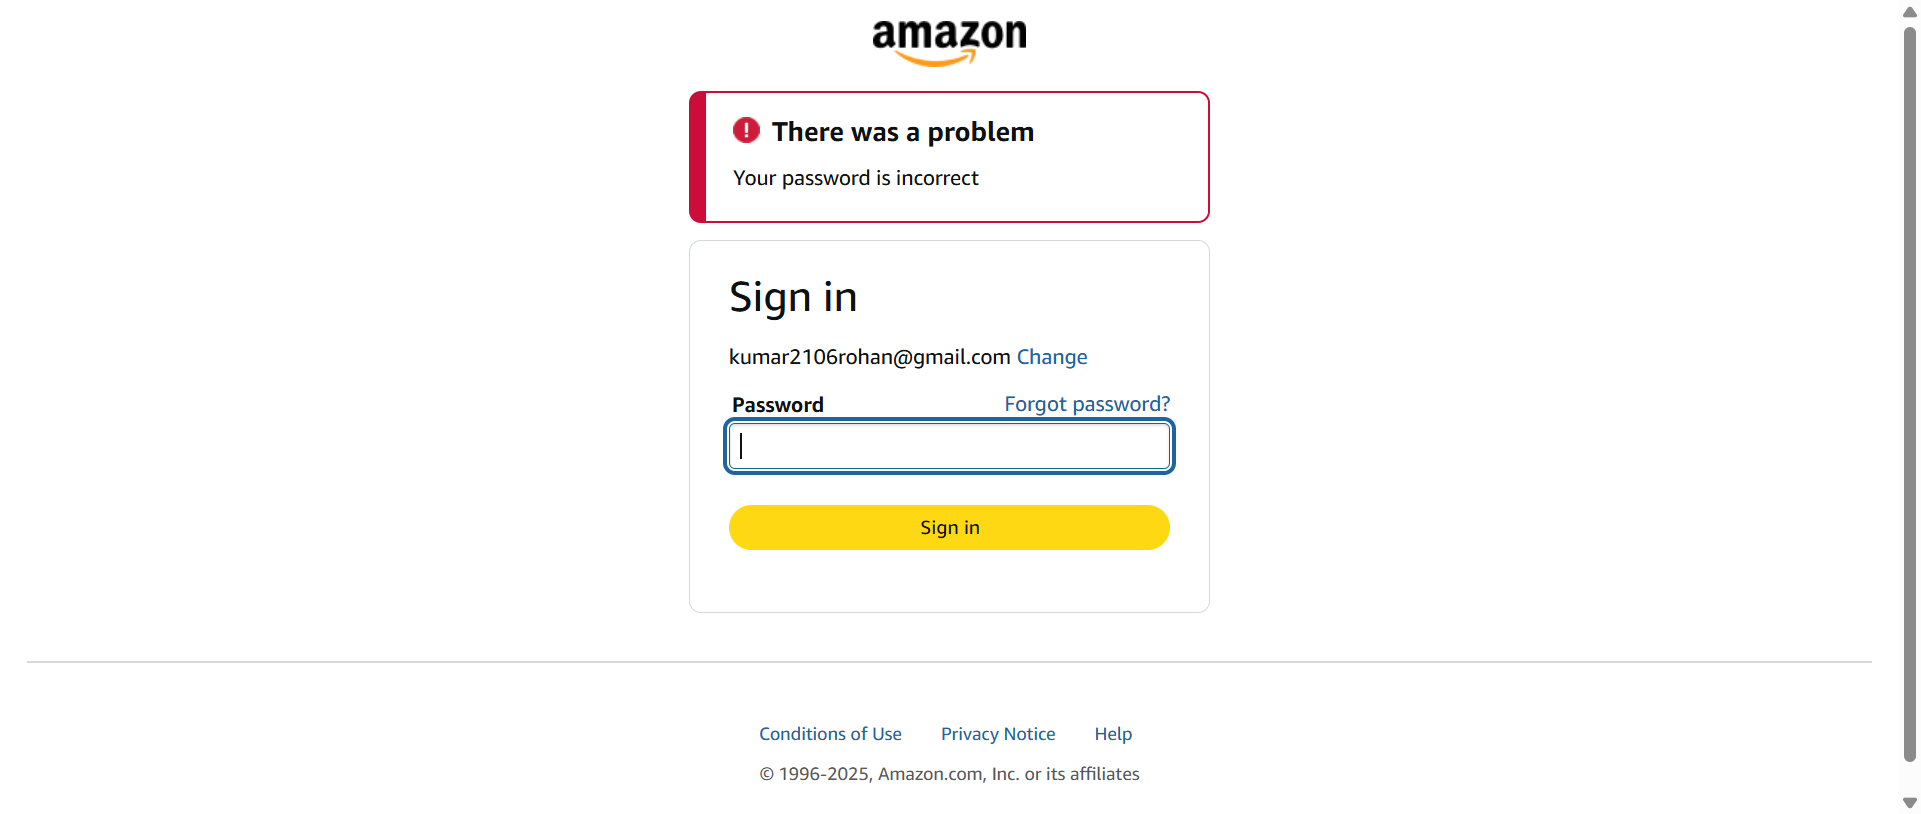 amazon
There was a problem
Your password is incorrect
Sign in
kumar2106rohan@gmail.com Change
Password Forgot password?
Sign in
Conditions of Use Privacy Notice Help
© 1996-2025, Amazon.com, Inc. or its affiliates